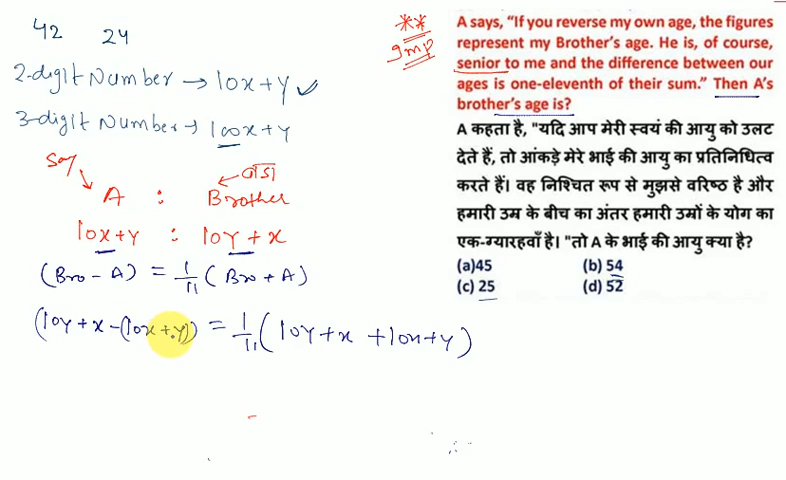 42 24
2-digit Number → 10x+y ✓
3-digit Number → 100x+y
Say
A : Brother ← बड़ा
10x+y : 10y+x
(Bro - A) = 1/11 (Bro + A)
(10y+x-(10x+y)) = 1/11 (10y+x +10x+y)
** Imp
A says, "If you reverse my own age, the figures
represent my Brother's age. He is, of course,
senior to me and the difference between our
ages is one-eleventh of their sum." Then A's
brother's age is?
A कहता है, "यदि आप मेरी स्वयं की आयु को उलट
देते हैं, तो आंकड़े मेरे भाई की आयु का प्रतिनिधित्व
करते हैं। वह निश्चित रूप से मुझसे वरिष्ठ है और
हमारी उम्र के बीच का अंतर हमारी उम्रों के योग का
एक-ग्यारहवाँ है। "तो A के भाई की आयु क्या है?
(a)45 (b) 54
(c) 25 (d) 52